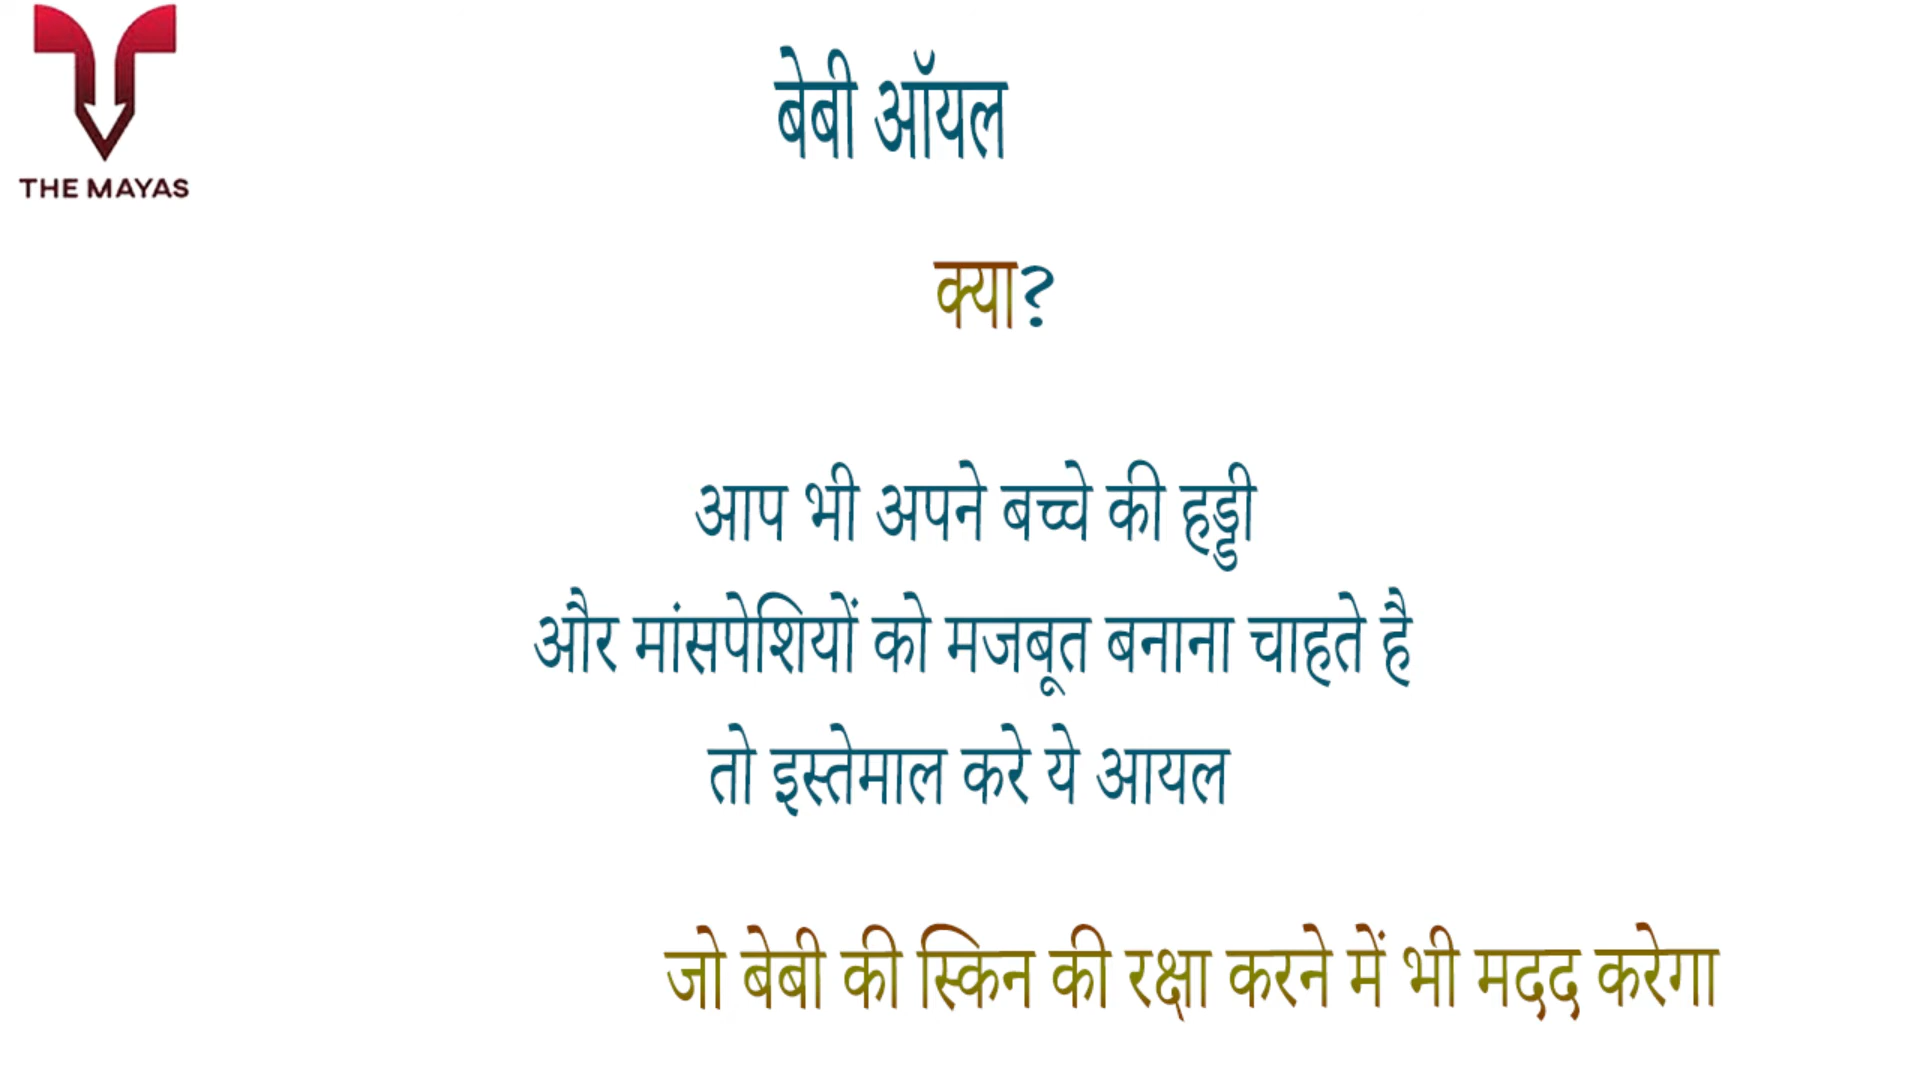 THE MAYAS
बेबी ऑयल
क्या?
आप भी अपने बच्चे की हड्डी
और मांसपेशियों को मजबूत बनाना चाहते है
तो इस्तेमाल करे ये आयल
जो बेबी की स्किन की रक्षा करने में भी मदद करेगा